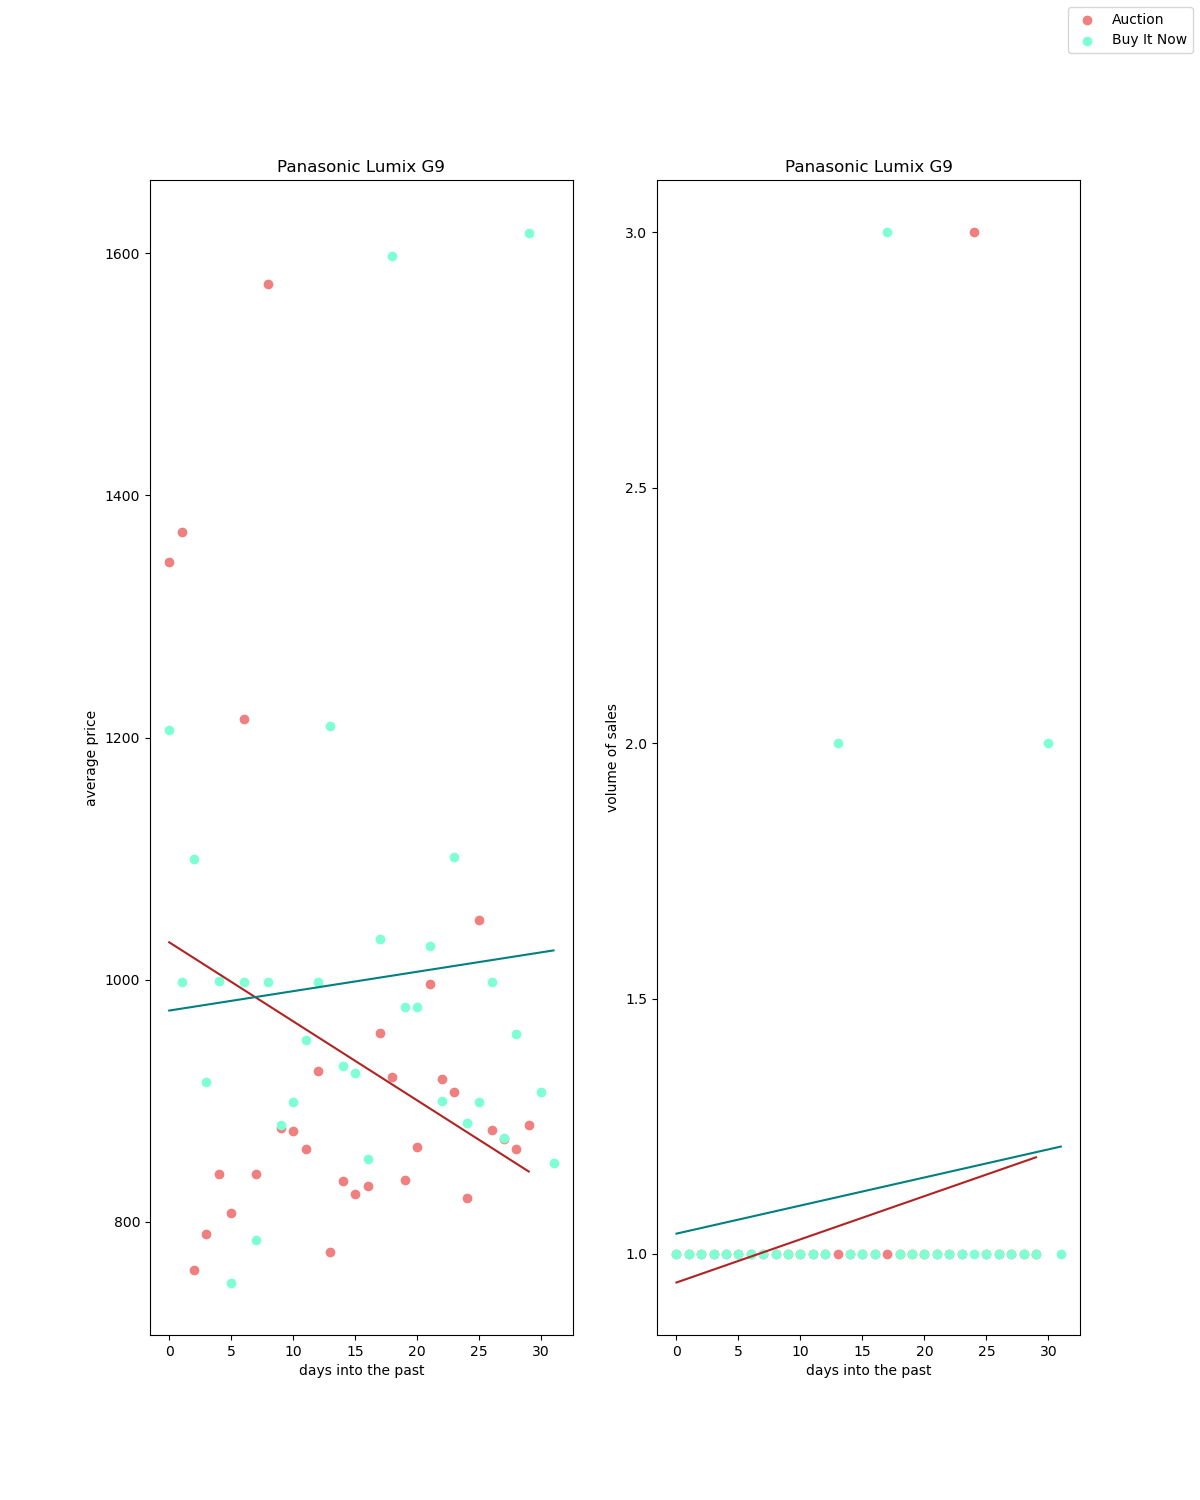 Auction
Buy It Now
Panasonic Lumix G9
1600
1400
1200
1000
800
average price
0 5 10 15 20 25 30
days into the past
Panasonic Lumix G9
3.0
2.5
2.0
1.5
1.0
volume of sales
0 5 10 15 20 25 30
days into the past